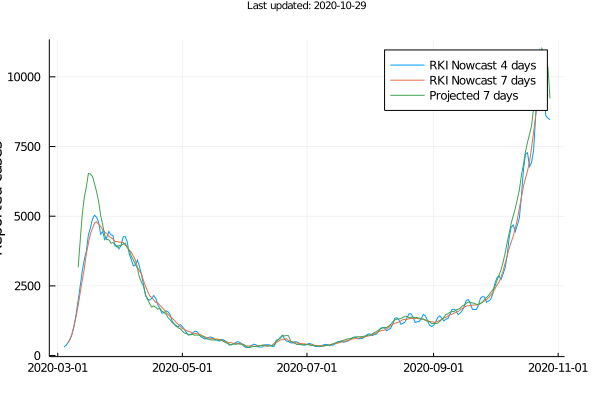 Last updated: 2020-10-29
RKI Nowcast 4 days
RKI Nowcast 7 days
Projected 7 days
10000
7500
5000
2500
0
2020-03-01
2020-05-01
2020-07-01
2020-09-01
2020-11-01